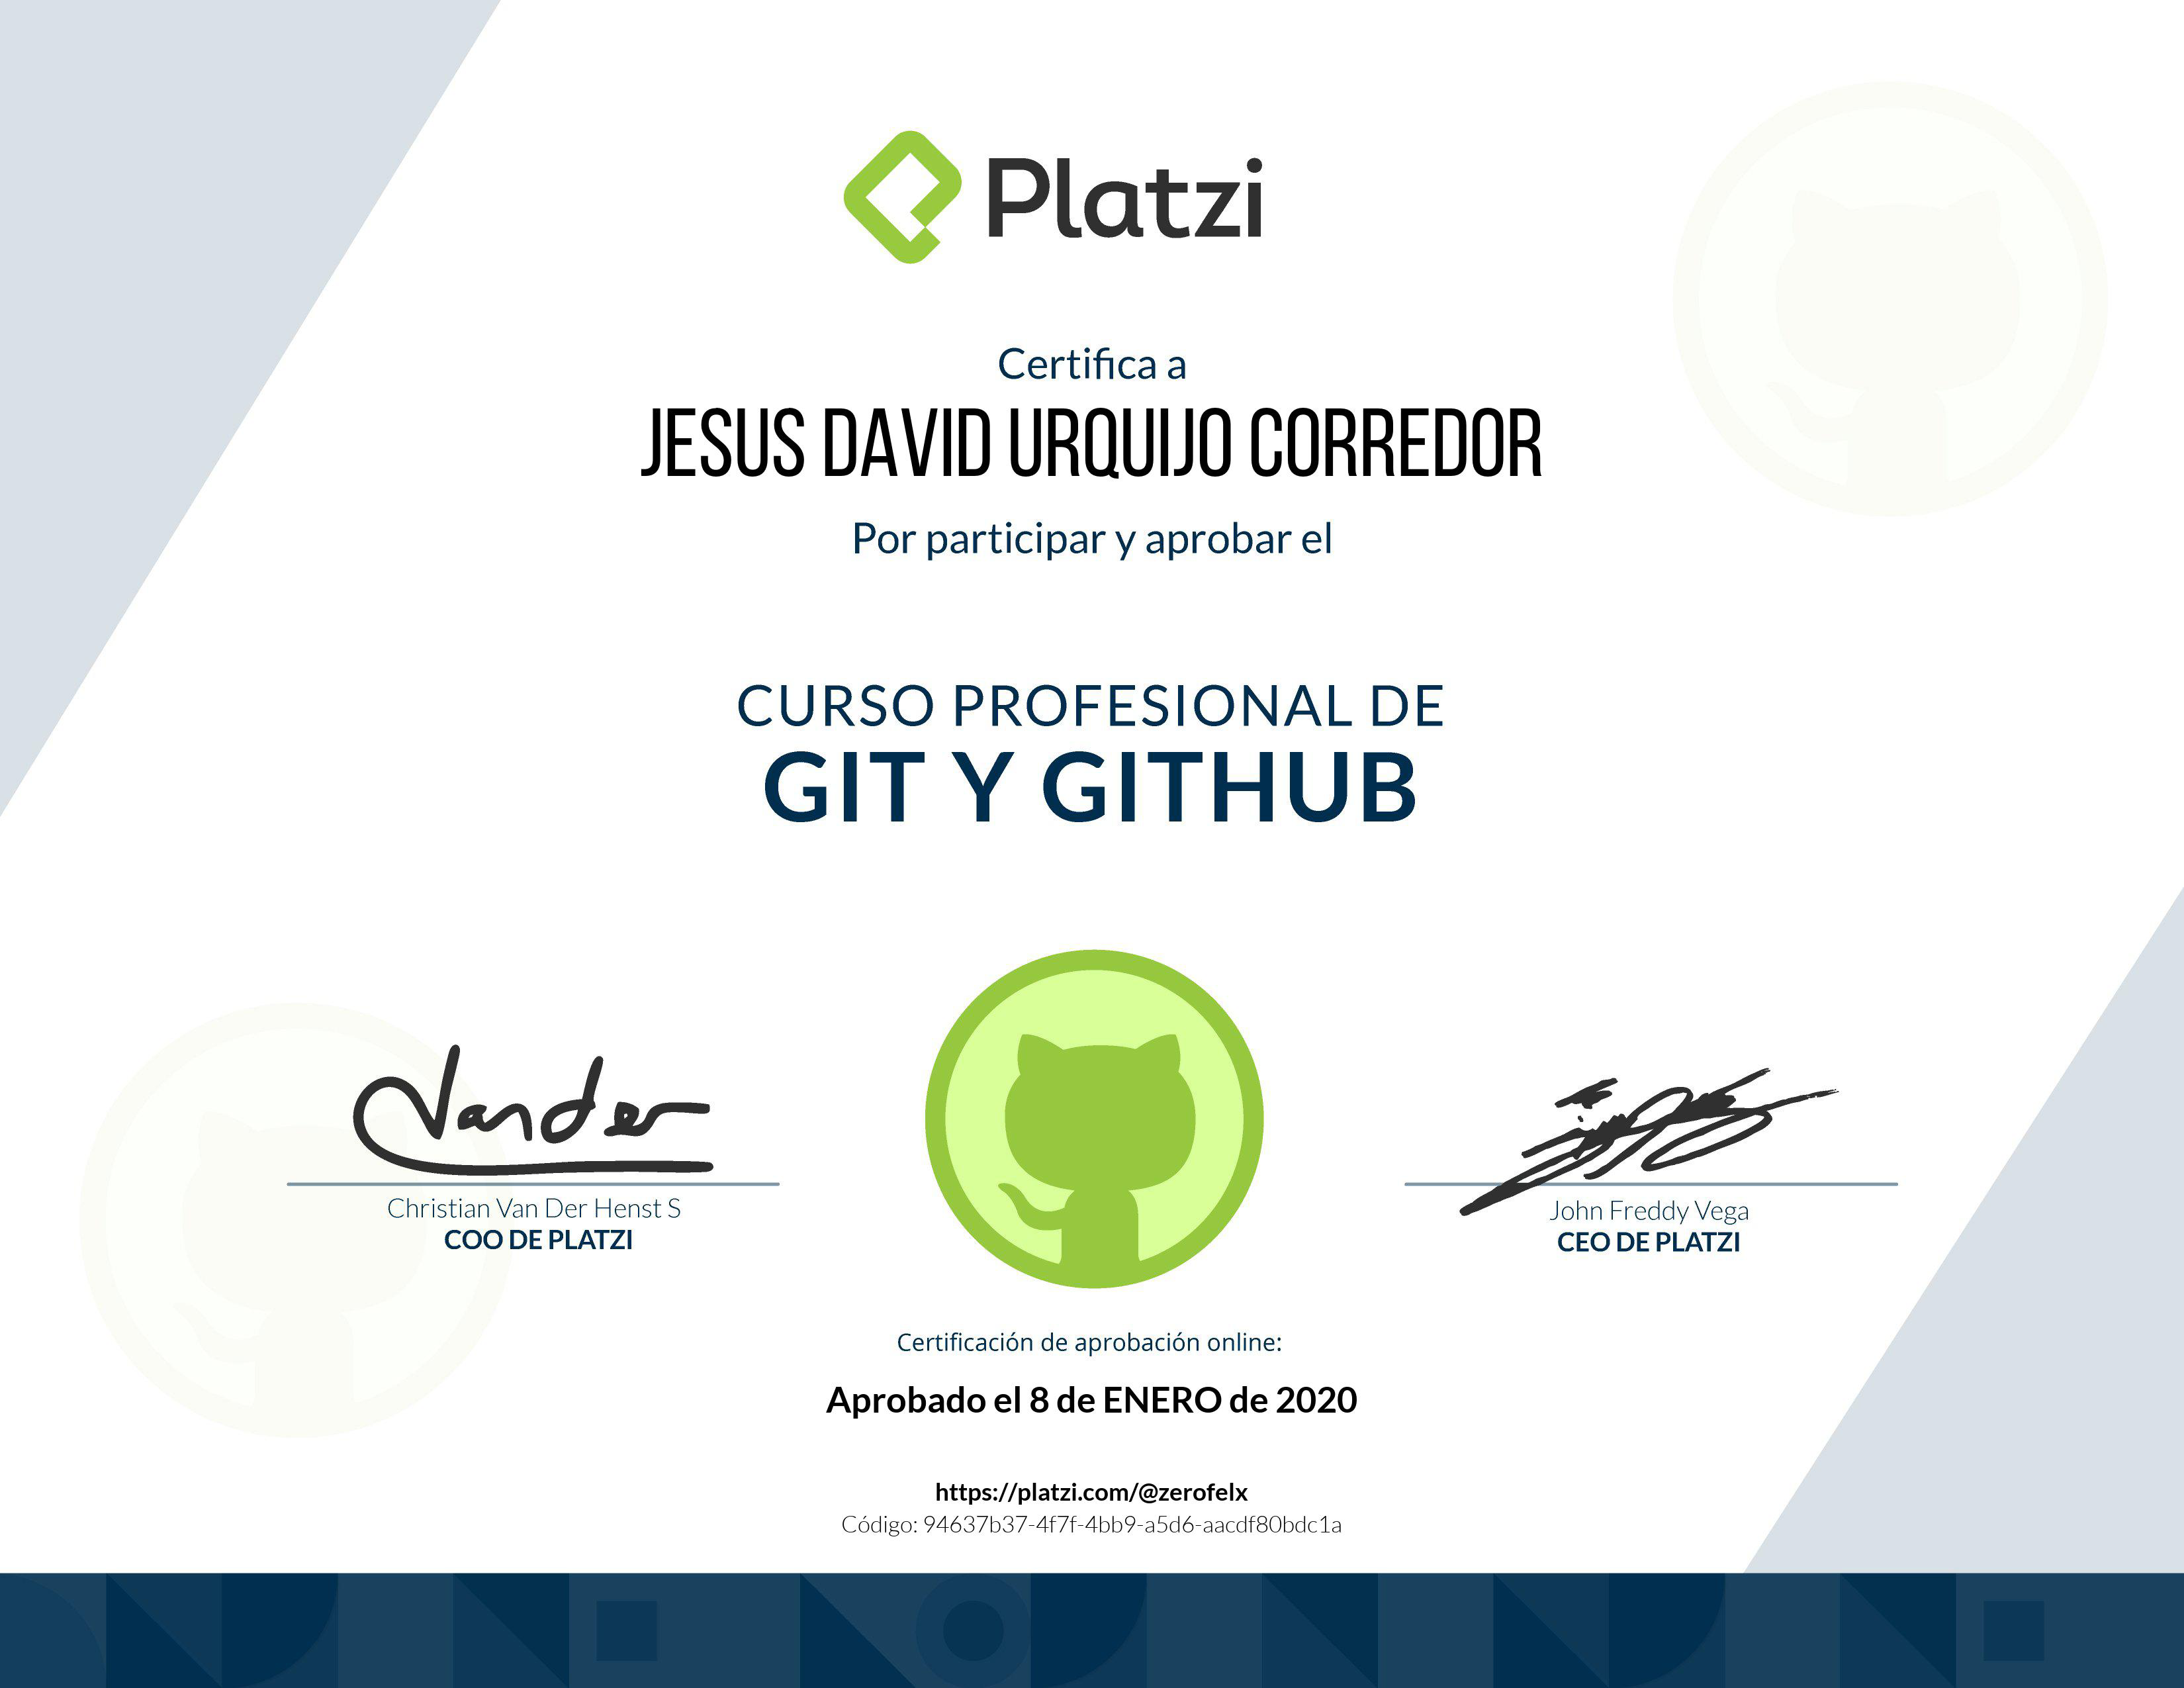 Platzi
Certifica a
JESUS DAVID URQUIJO CORREDOR
Por participar y aprobar el
CURSO PROFESIONAL DE
GIT Y GITHUB
Vander
Christian Van Der Henst S
COO DE PLATZI
John Freddy Vega
CEO DE PLATZI
Certificación de aprobación online:
Aprobado el 8 de ENERO de 2020
https://platzi.com/@zerofelx
Código: 94637b37-4f7f-4bb9-a5d6-aacdf80bdc1a